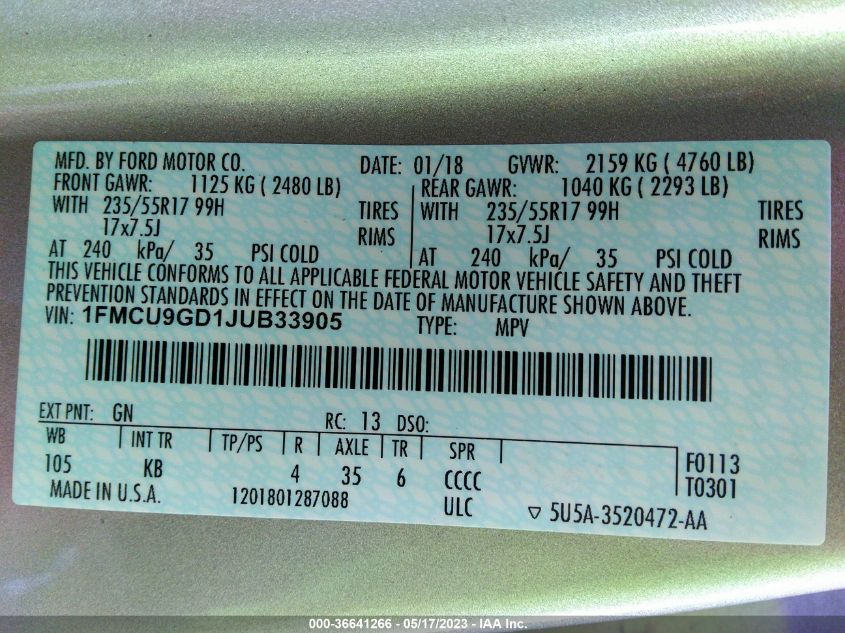 MFD. BY FORD MOTOR CO. DATE: 01/18 GVWR: 2159 KG ( 4760 LB)
FRONT GAWR: 1125 KG ( 2480 LB) REAR GAWR: 1040 KG ( 2293 LB)
WITH 235/55R17 99H TIRES WITH 235/55R17 99H TIRES
17x7.5J RIMS 17x7.5J RIMS
AT 240 kPa/ 35 PSI COLD AT 240 kPa/ 35 PSI COLD
THIS VEHICLE CONFORMS TO ALL APPLICABLE FEDERAL MOTOR VEHICLE SAFETY AND THEFT
PREVENTION STANDARDS IN EFFECT ON THE DATE OF MANUFACTURE SHOWN ABOVE.
VIN: 1FMCU9GD1JUB33905 TYPE: MPV
EXT PNT: GN RC: 13 DSO:
WB INT TR TP/PS R AXLE TR SPR F0113
105 KB 4 35 6 CCCC T0301
MADE IN U.S.A. 1201801287088 ULC ▽ 5U5A-3520472-AA
000-36641266 - 05/17/2023 - IAA Inc.